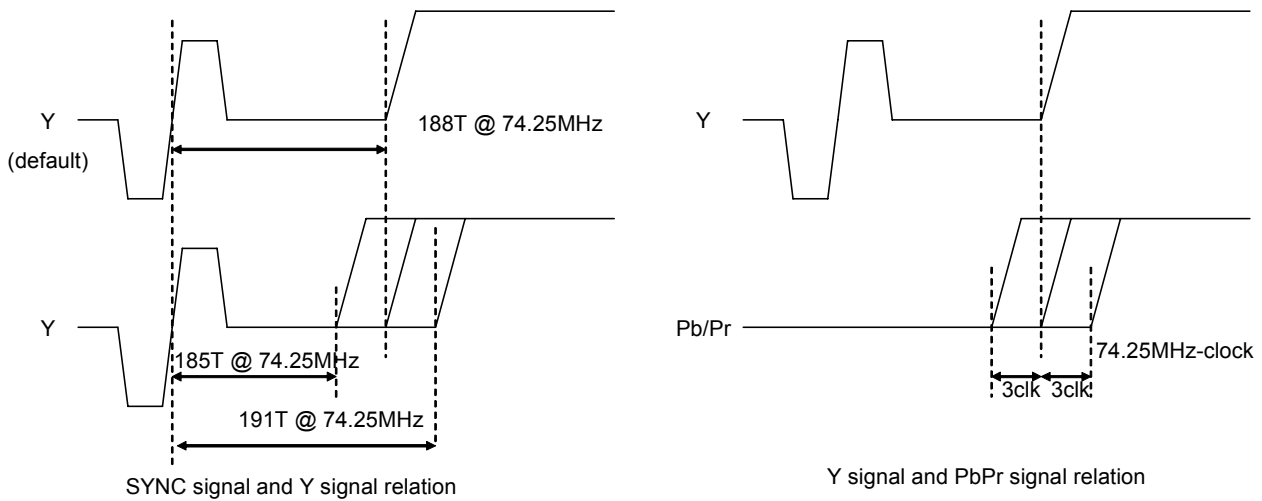 Y
(default)
188T @ 74.25MHz
Y
185T @ 74.25MHz
191T @ 74.25MHz
SYNC signal and Y signal relation
Y
Pb/Pr
74.25MHz-clock
3clk 3clk
Y signal and PbPr signal relation